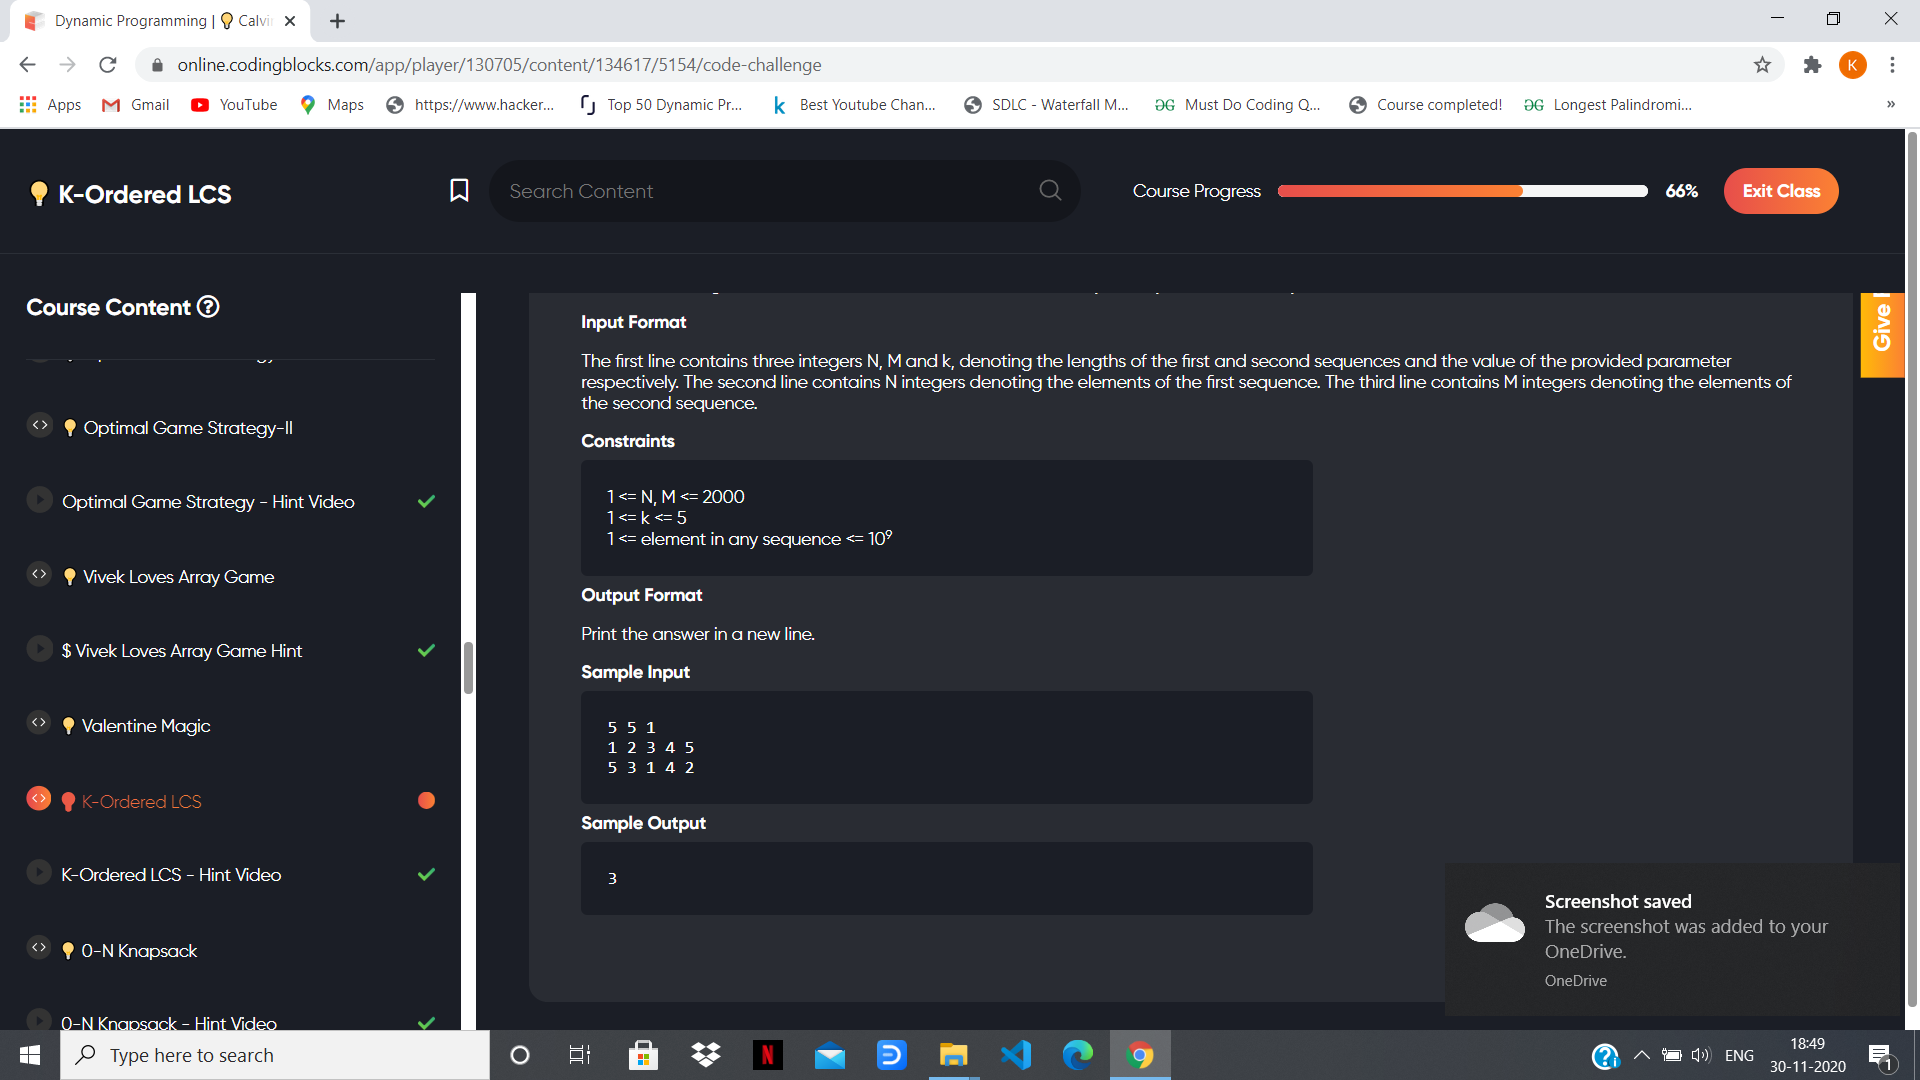 Dynamic Programming | Calvi
online.codingblocks.com/app/player/130705/content/134617/5154/code-challenge
K
Apps
Gmail
YouTube
Maps
https://www.hacker...
Top 50 Dynamic Pr...
Best Youtube Chan...
SDLC - Waterfall M...
Must Do Coding Q...
Course completed!
Longest Palindromi...
»
K-Ordered LCS
Search Content
Course Progress
66%
Exit Class
Course Content
Optimal Game Strategy-II
Optimal Game Strategy - Hint Video
Vivek Loves Array Game
$ Vivek Loves Array Game Hint
Valentine Magic
K-Ordered LCS
K-Ordered LCS - Hint Video
0-N Knapsack
0-N Knapsack - Hint Video
Input Format
The first line contains three integers N, M and k, denoting the lengths of the first and second sequences and the value of the provided parameter
respectively. The second line contains N integers denoting the elements of the first sequence. The third line contains M integers denoting the elements of
the second sequence.
Constraints
1 <= N, M <= 2000
1 <= k <= 5
1 <= element in any sequence <= 10⁹
Output Format
Print the answer in a new line.
Sample Input
5 5 1
1 2 3 4 5
5 3 1 4 2
Sample Output
3
Give
Screenshot saved
The screenshot was added to your
OneDrive.
OneDrive
Type here to search
ENG
18:49
30-11-2020
1